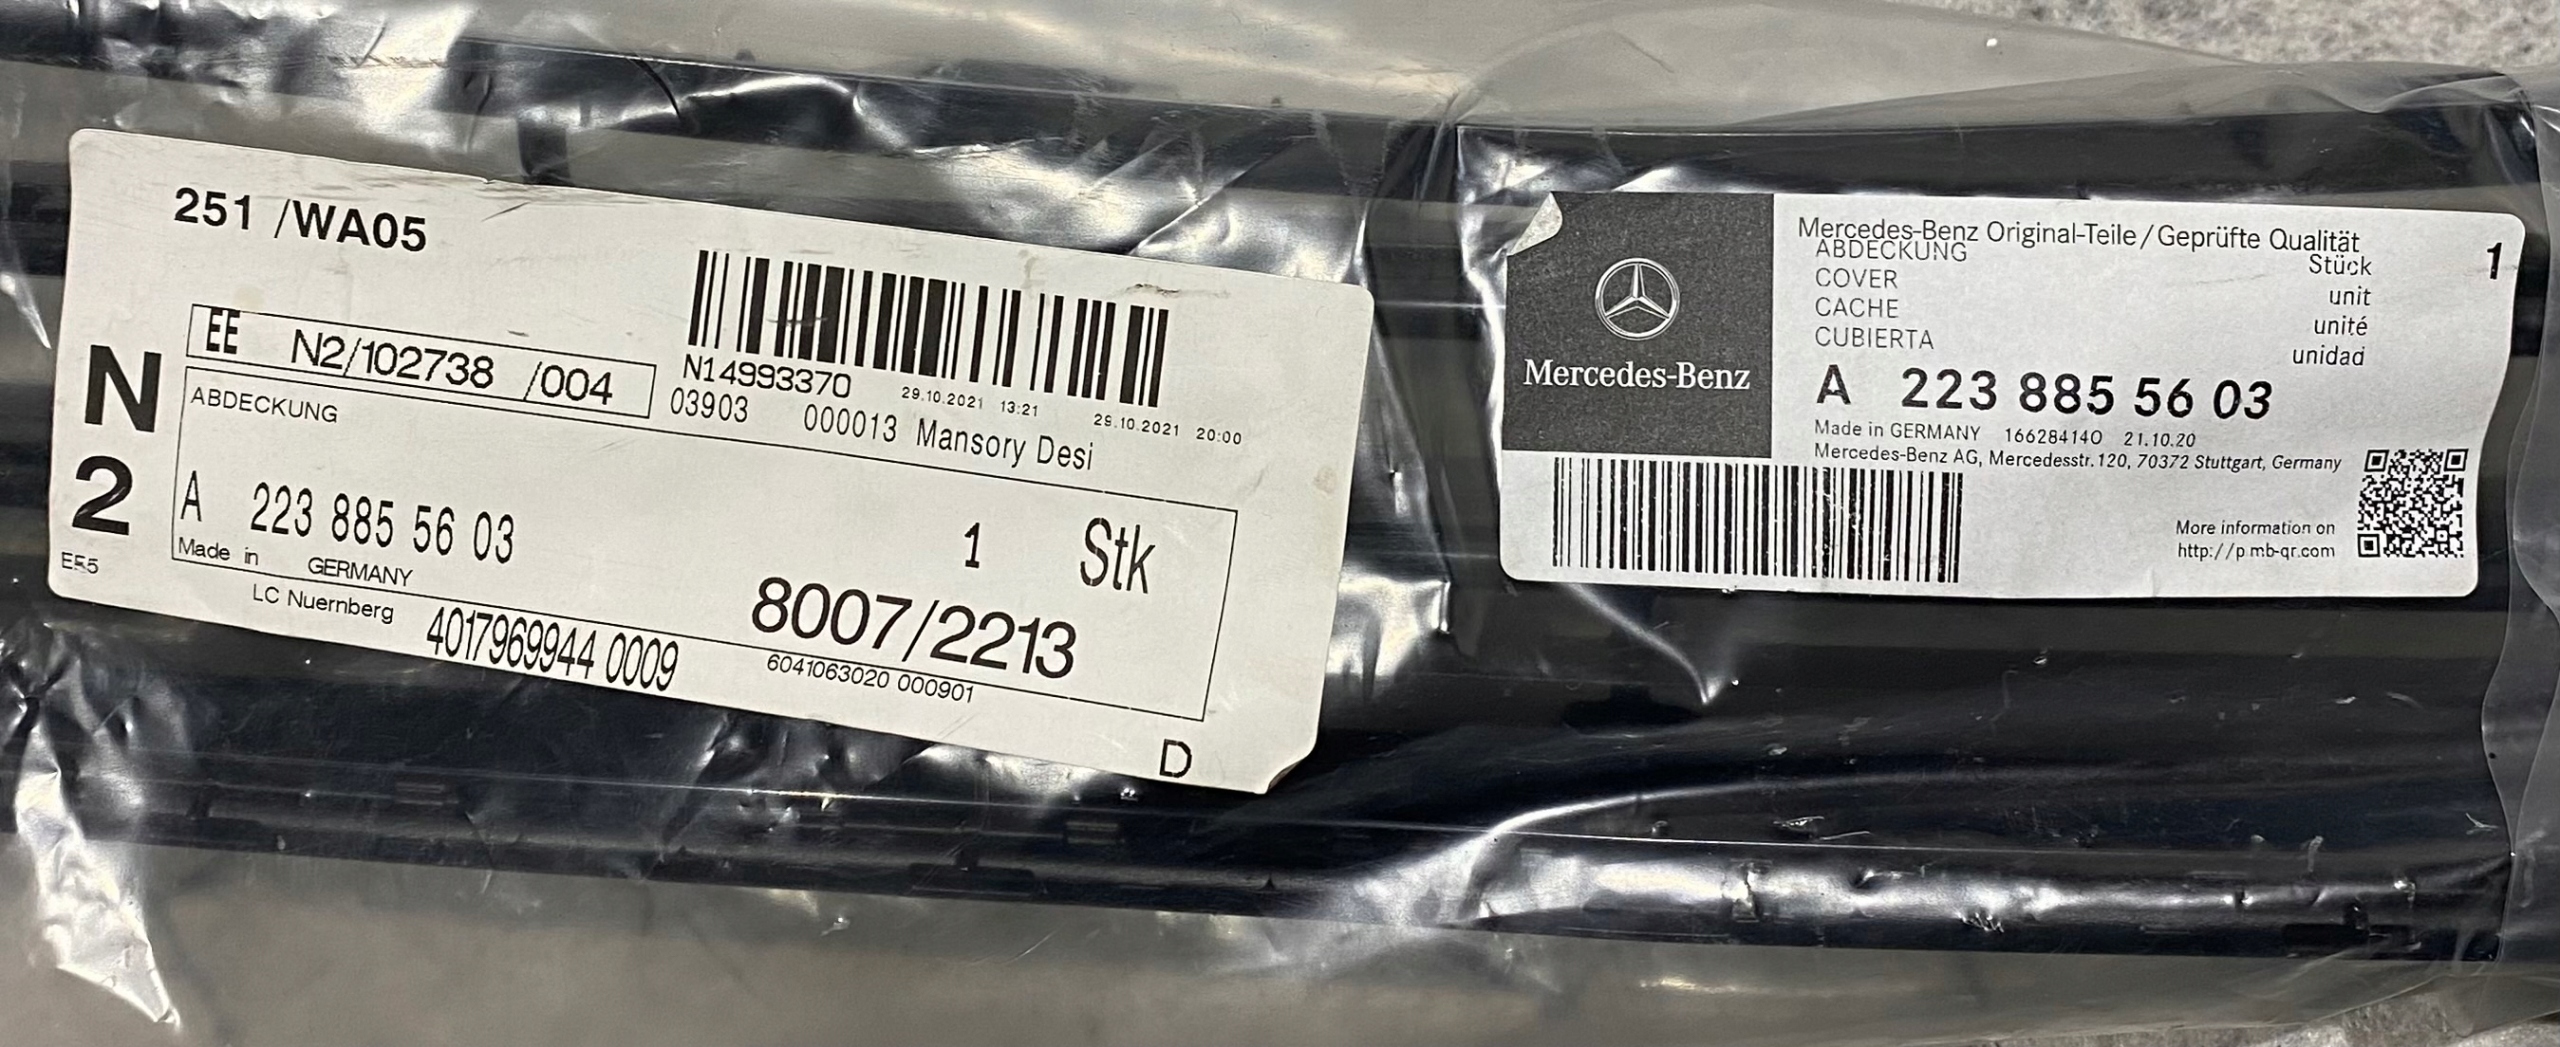 251 /WA05
EE N2/102738 /004
N14993370 29.10.2021 13:21 29.10.2021 20:00
03903 000013 Mansory Desi
N
2
ABDECKUNG
A 223 885 56 03 1 Stk
Made in GERMANY
8007/2213
LC Nuernberg 4017969944 0009 6041063020 000901
D
Mercedes-Benz
Mercedes-Benz Original-Teile/Geprüfte Qualität
ABDECKUNG Stück 1
COVER unit
CACHE unité
CUBIERTA unidad
A 223 885 56 03
Made in GERMANY 166284140 21.10.20
Mercedes-Benz AG, Mercedesstr.120, 70372 Stuttgart, Germany
More information on
http://p.mb-qr.com